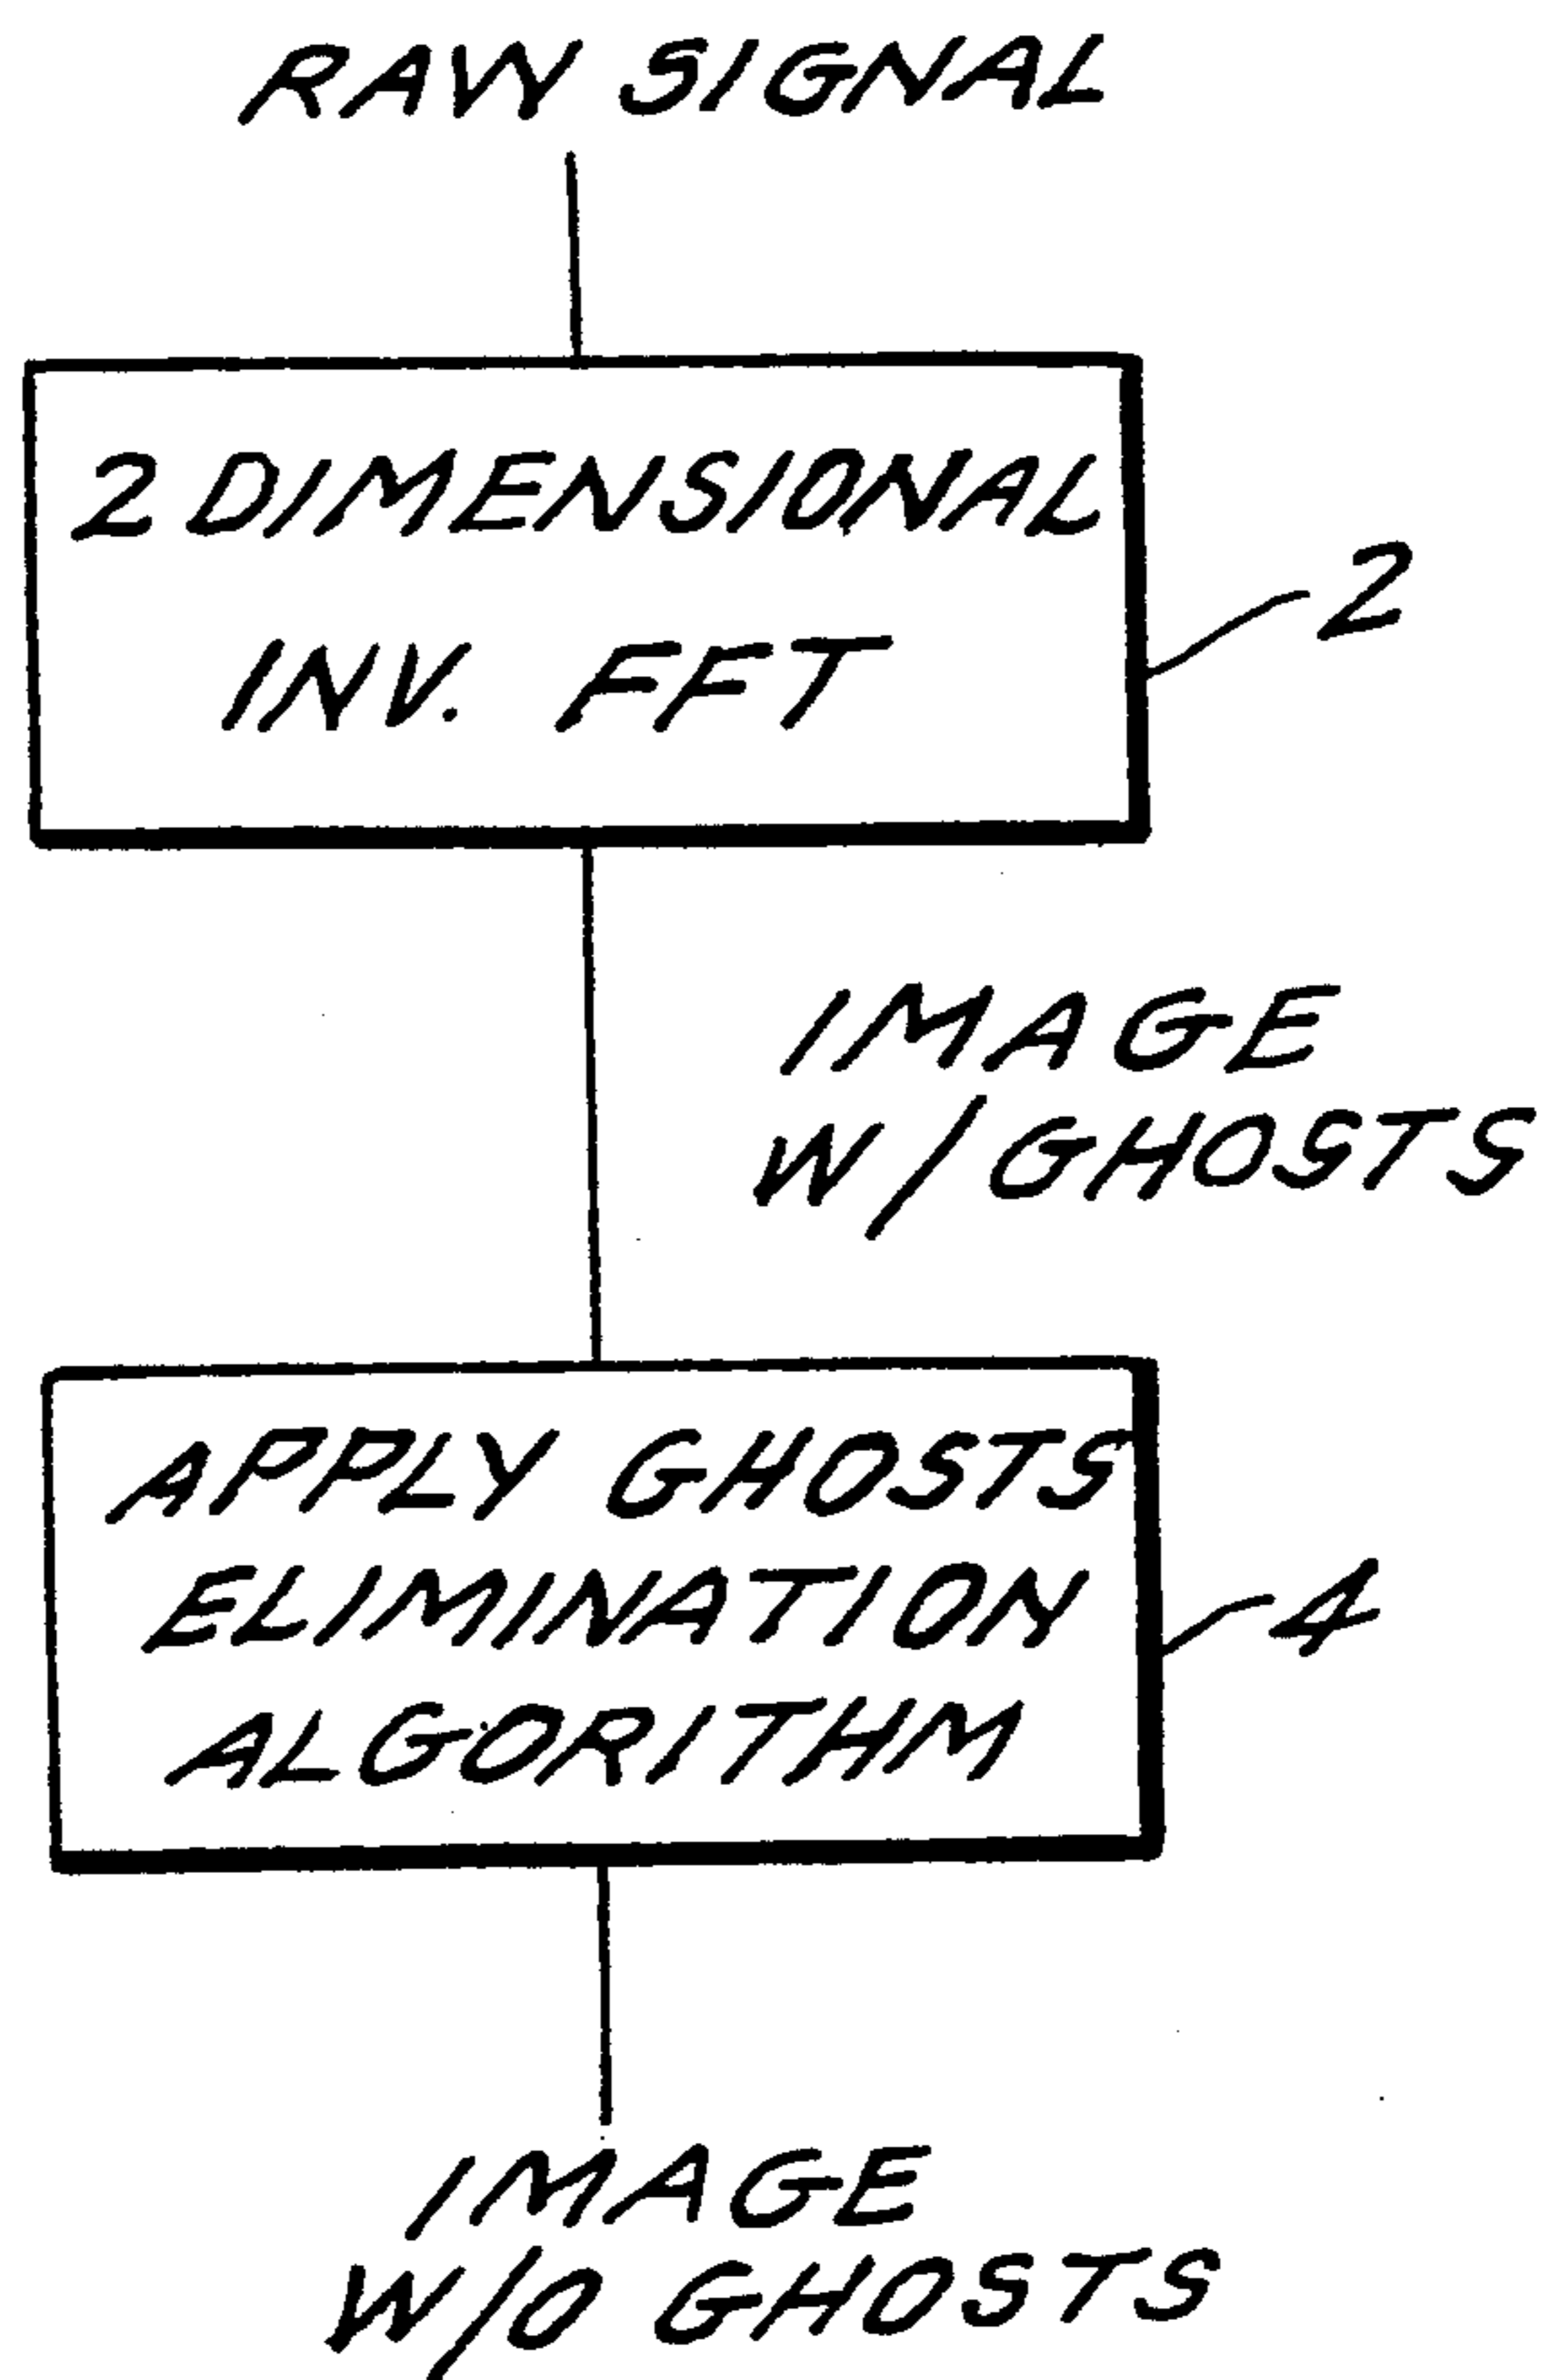 RAW SIGNAL
2 DIMENSIONAL
INV. FFT
2
IMAGE
W/GHOSTS
APPLY GHOSTS
ELIMINATION
ALGORITHM
4
IMAGE
W/O GHOSTS